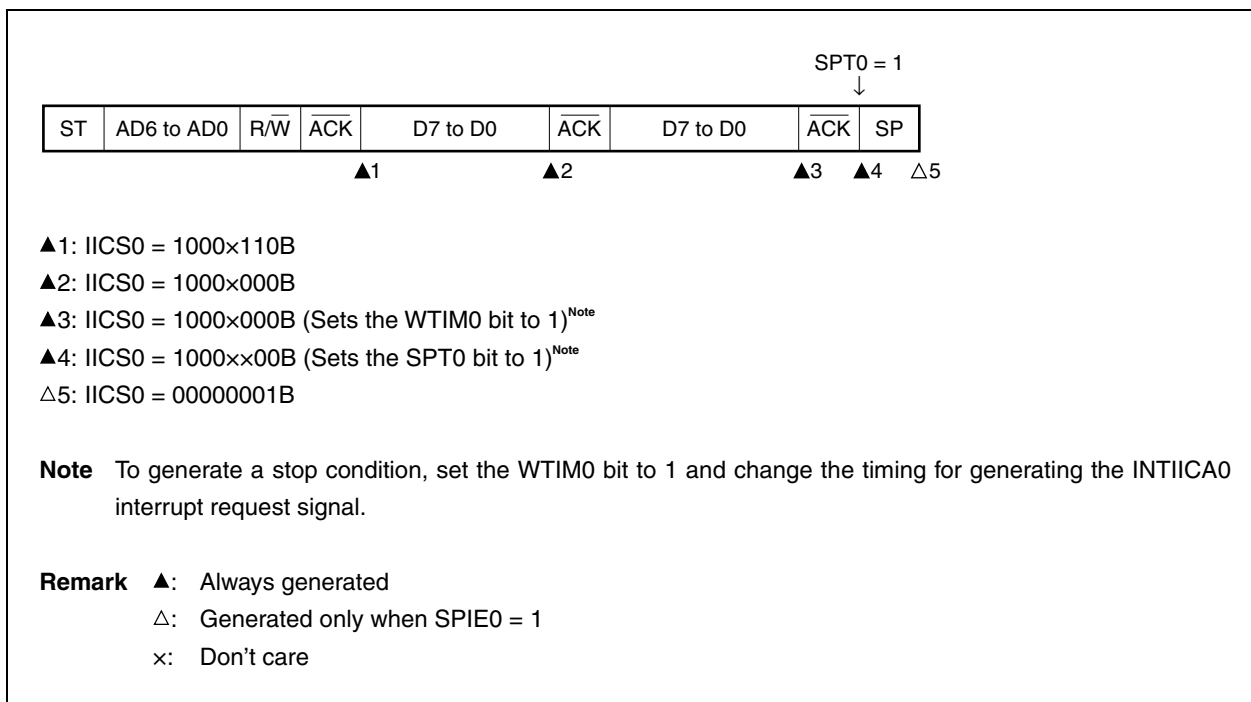 SPT0 = 1
↓
ST AD6 to AD0 R/W̅ A̅C̅K̅ D7 to D0 A̅C̅K̅ D7 to D0 A̅C̅K̅ SP
▲1 ▲2 ▲3 ▲4 △5
▲1: IICS0 = 1000×110B
▲2: IICS0 = 1000×000B
▲3: IICS0 = 1000×000B (Sets the WTIM0 bit to 1)Note
▲4: IICS0 = 1000××00B (Sets the SPT0 bit to 1)Note
△5: IICS0 = 00000001B
Note To generate a stop condition, set the WTIM0 bit to 1 and change the timing for generating the INTIICA0
interrupt request signal.
Remark ▲: Always generated
△: Generated only when SPIE0 = 1
×: Don't care